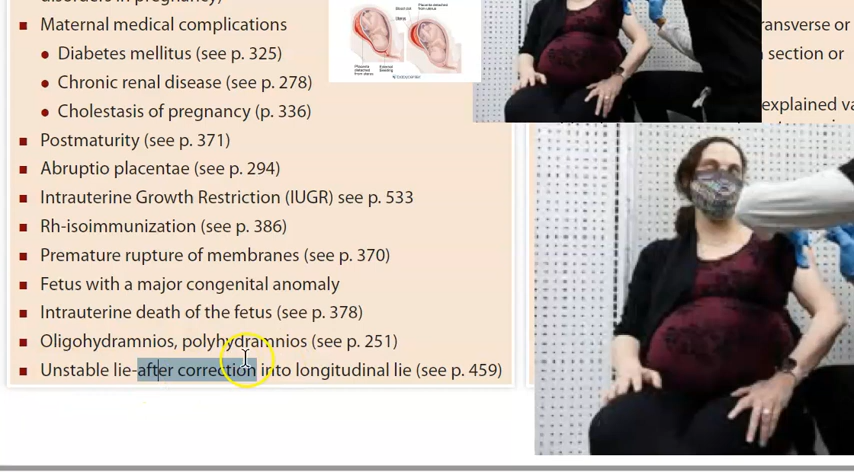 disorders in pregnancy)
Maternal medical complications
Diabetes mellitus (see p. 325)
Chronic renal disease (see p. 278)
Cholestasis of pregnancy (p. 336)
Postmaturity (see p. 371)
Abruptio placentae (see p. 294)
Intrauterine Growth Restriction (IUGR) see p. 533
Rh-isoimmunization (see p. 386)
Premature rupture of membranes (see p. 370)
Fetus with a major congenital anomaly
Intrauterine death of the fetus (see p. 378)
Oligohydramnios, polyhydramnios (see p. 251)
Unstable lie-after correction into longitudinal lie (see p. 459)
ransverse or
section or
explained va